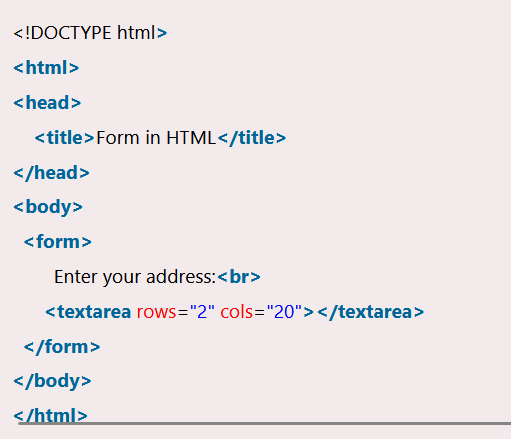 <!DOCTYPE html>
<html>
<head>
<title>Form in HTML</title>
</head>
<body>
<form>
Enter your address:<br>
<textarea rows="2" cols="20"></textarea>
</form>
</body>
</html>